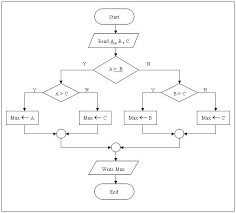 Start
Read A, B , C
A > B
Y
N
A > C
B > C
Y
N
Y
N
Max ← A
Max ← C
Max ← B
Max ← C
Write Max
End